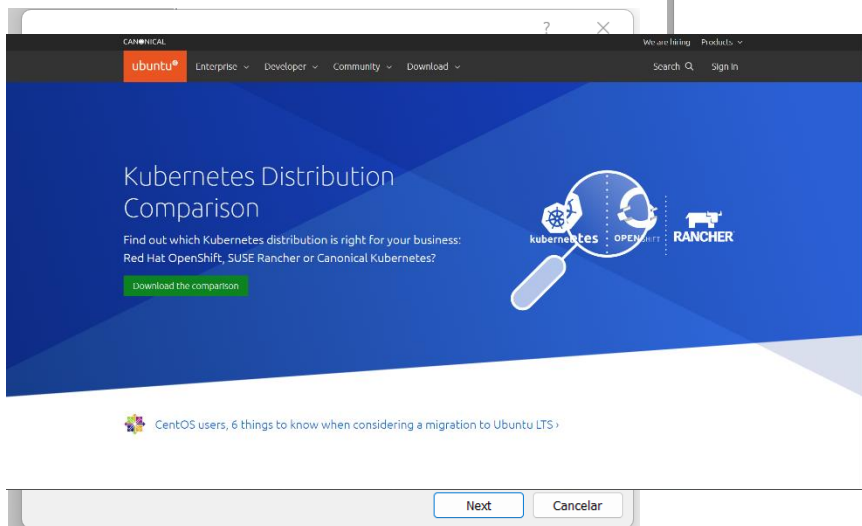 ?
CANONICAL
We are hiring Products
ubuntu Enterprise Developer Community Download Search Sign in
Kubernetes Distribution
Comparison
Find out which Kubernetes distribution is right for your business:
Red Hat OpenShift, SUSE Rancher or Canonical Kubernetes?
Download the comparison
kubernetes OPENSHIFT RANCHER
CentOS users, 6 things to know when considering a migration to Ubuntu LTS ›
Next Cancelar